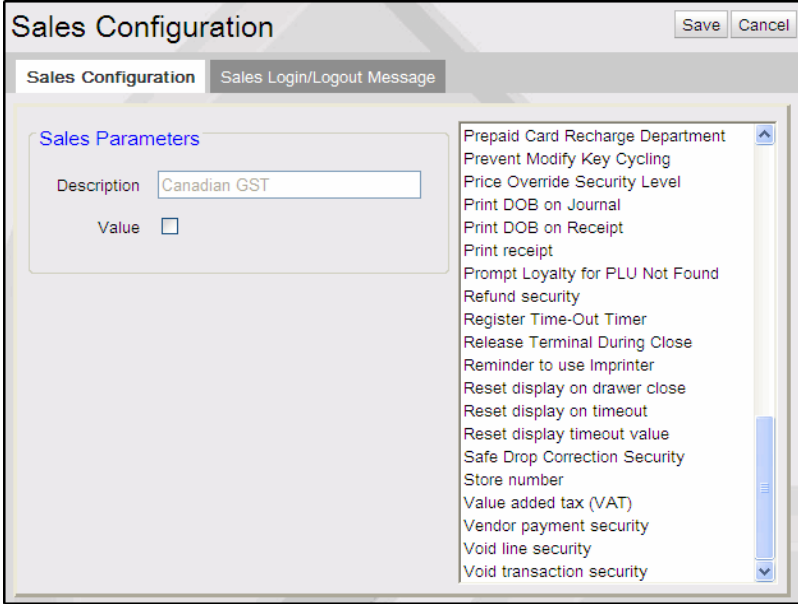 Sales Configuration
Save Cancel
Sales Configuration Sales Login/Logout Message
Sales Parameters
Description Canadian GST
Value
Prepaid Card Recharge Department
Prevent Modify Key Cycling
Price Override Security Level
Print DOB on Journal
Print DOB on Receipt
Print receipt
Prompt Loyalty for PLU Not Found
Refund security
Register Time-Out Timer
Release Terminal During Close
Reminder to use Imprinter
Reset display on drawer close
Reset display on timeout
Reset display timeout value
Safe Drop Correction Security
Store number
Value added tax (VAT)
Vendor payment security
Void line security
Void transaction security